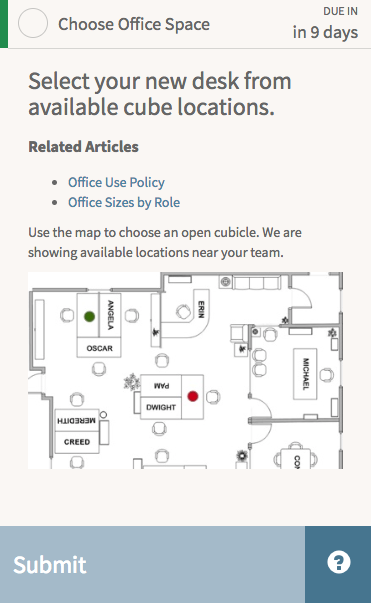 Choose Office Space
DUE IN
in 9 days
Select your new desk from
available cube locations.
Related Articles
Office Use Policy
Office Sizes by Role
Use the map to choose an open cubicle. We are
showing available locations near your team.
ANGELA
ERIN
OSCAR
MICHAEL
PAM
DWIGHT
MEREDITH
CREED
CON
Submit
?